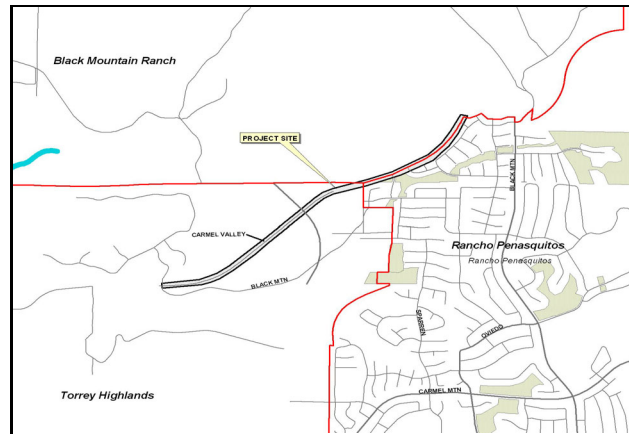 Black Mountain Ranch
PROJECT SITE
BLACK MTN
CARMEL VALLEY
Rancho Penasquitos
Rancho Penasquitos
BLACK MTN
SPARREN
OVIEDO
CARMEL MTN
Torrey Highlands